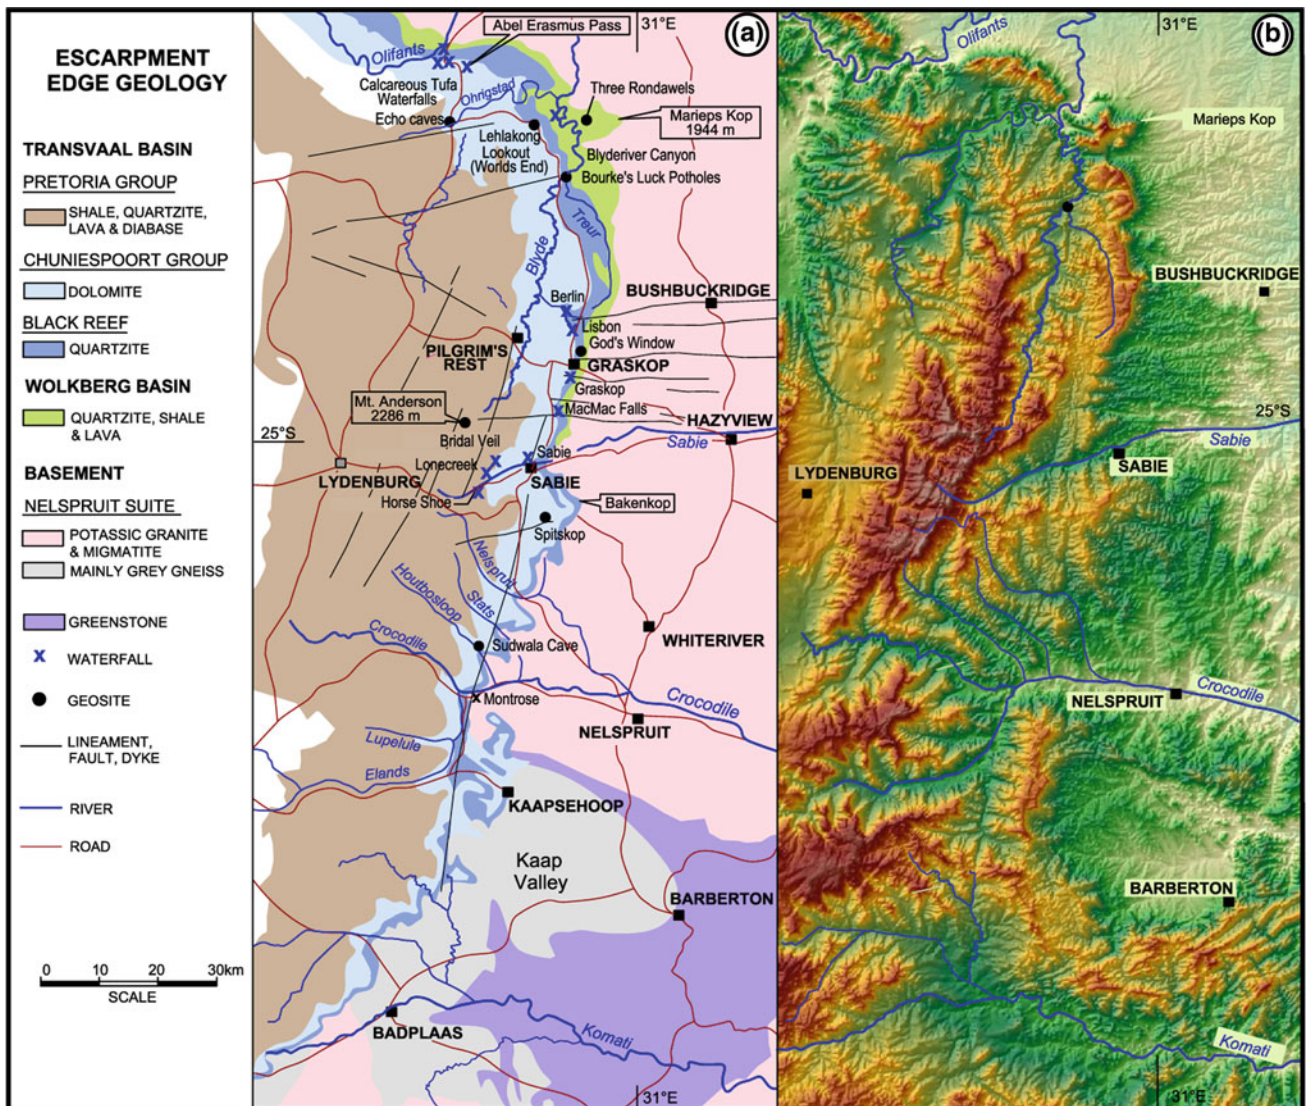 ESCARPMENT
EDGE GEOLOGY
TRANSVAAL BASIN
PRETORIA GROUP
SHALE, QUARTZITE,
LAVA & DIABASE
CHUNIESPOORT GROUP
DOLOMITE
BLACK REEF
QUARTZITE
WOLKBERG BASIN
QUARTZITE, SHALE
& LAVA
BASEMENT
NELSPRUIT SUITE
POTASSIC GRANITE
& MIGMATITE
MAINLY GREY GNEISS
GREENSTONE
X WATERFALL
GEOSITE
LINEAMENT,
FAULT, DYKE
RIVER
ROAD
0 10 20 30km
SCALE
(a)
31°E
Abel Erasmus Pass
Olifants
Calcareous Tufa
Waterfalls
Ohrigstad
Echo caves
Three Rondawels
Marieps Kop
1944 m
Lehlakong
Lookout
(Worlds End)
Blyderiver Canyon
Bourke's Luck Potholes
Treur
Blyde
Berlin
BUSHBUCKRIDGE
Lisbon
God's Window
PILGRIM'S
REST
GRASKOP
Graskop
Mt. Anderson
2286 m
MacMac Falls
HAZYVIEW
25°S
Bridal Veil
Sabie
Sabie
Lonecreek
LYDENBURG
SABIE
Horse Shoe
Bakenkop
Spitskop
Nelspruit
Houtbosloop
Stats
Crocodile
WHITERIVER
Sudwala Cave
Montrose
Crocodile
NELSPRUIT
Lupelule
Elands
KAAPSEHOOP
Kaap
Valley
BARBERTON
BADPLAAS
Komati
31°E
(b)
31°E
Olifants
Marieps Kop
BUSHBUCKRIDGE
25°S
Sabie
SABIE
LYDENBURG
NELSPRUIT
Crocodile
BARBERTON
Komati
31°E